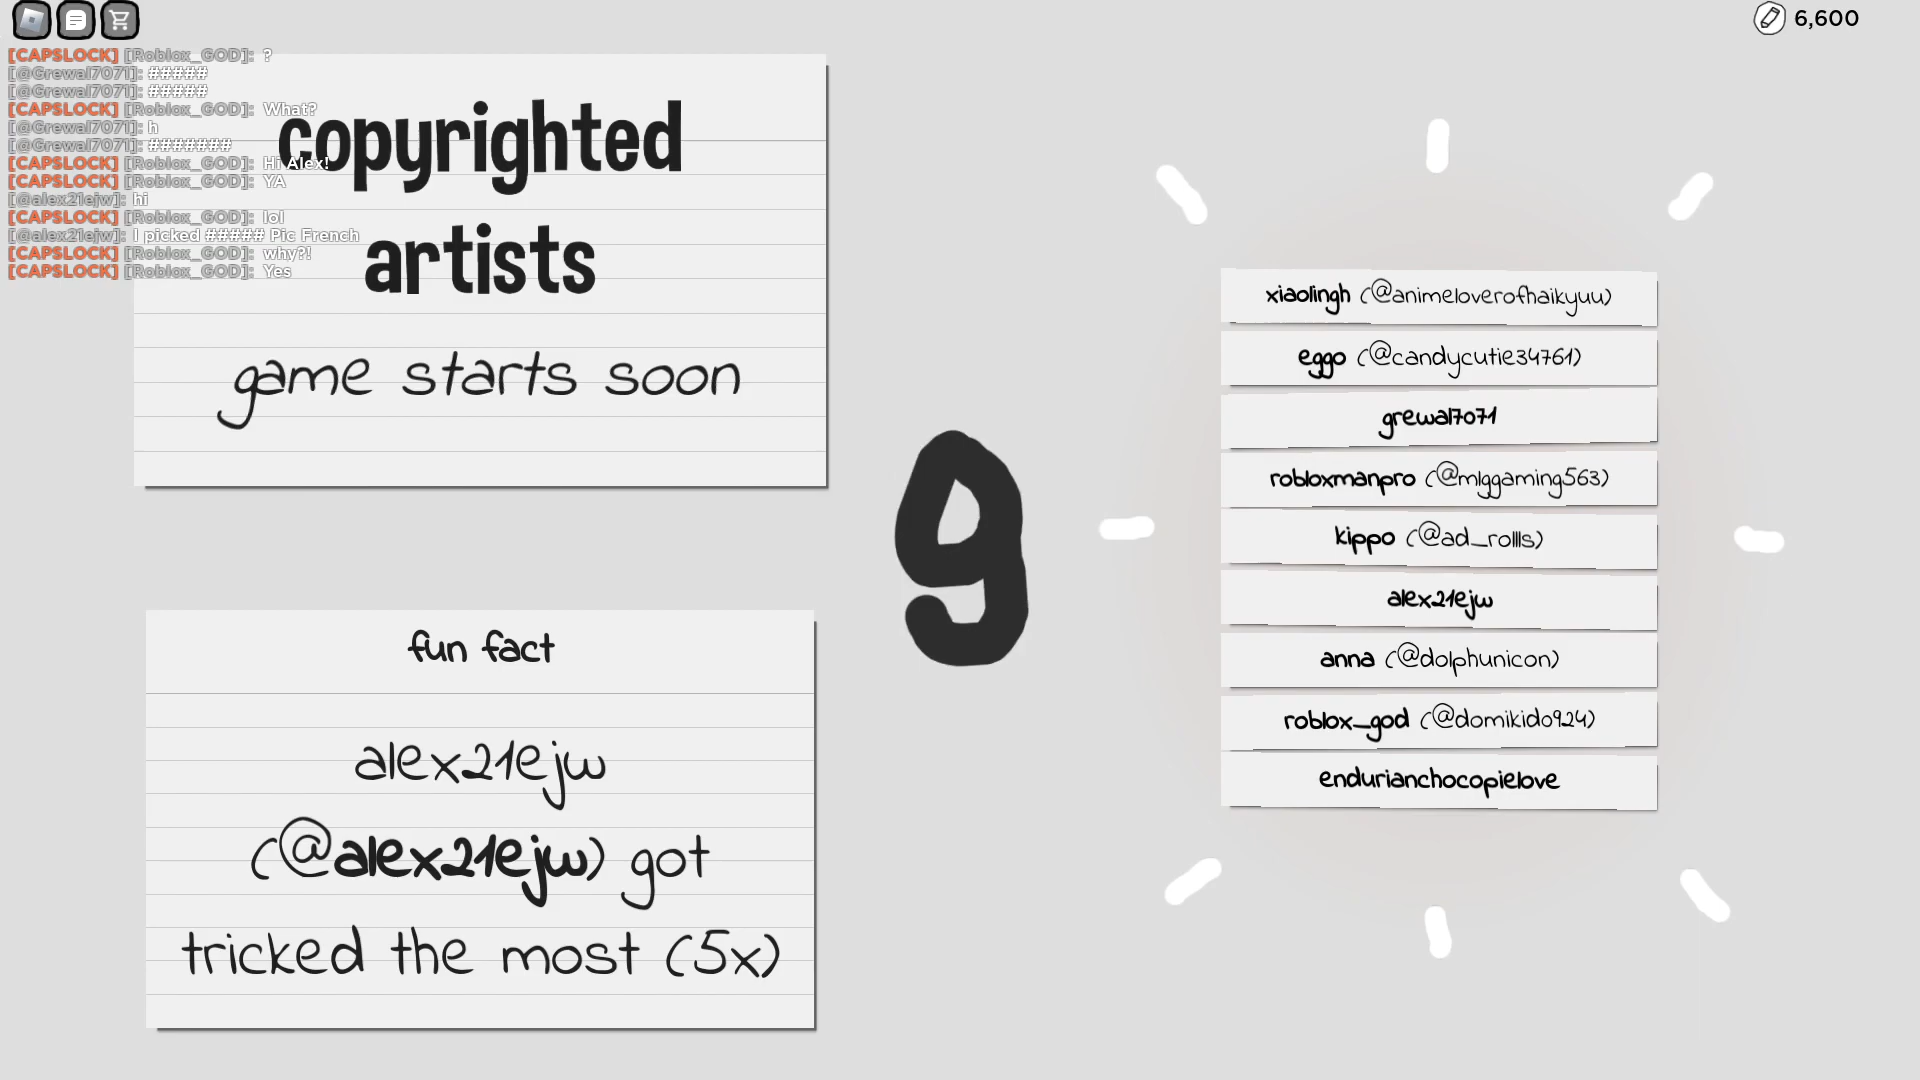 6,600
[CAPSLOCK] [Roblox_GOD]: ?
[@Grewal7071]: #####
[@Grewal7071]: #####
[CAPSLOCK] [Roblox_GOD]: What?
[@Grewal7071]: h
[@Grewal7071]: #######
[CAPSLOCK] [Roblox_GOD]: Hi Alex!
[CAPSLOCK] [Roblox_GOD]: YA
[@alex21ejw]: hi
[CAPSLOCK] [Roblox_GOD]: lol
[@alex21ejw]: I picked ##### Pic French
[CAPSLOCK] [Roblox_GOD]: why?!
[CAPSLOCK] [Roblox_GOD]: Yes
copyrighted
artists
game starts soon
fun fact
alex21ejw
(@alex21ejw) got
tricked the most (5x)
9
xiaolingh (@animeloverofhaikyuu)
eggo (@candycutie34761)
grewal7071
robloxmanpro (@mlggaming563)
kippo (@ad_rollls)
alex21ejw
anna (@dolphunicon)
roblox_god (@domikido924)
endurianchocopielove